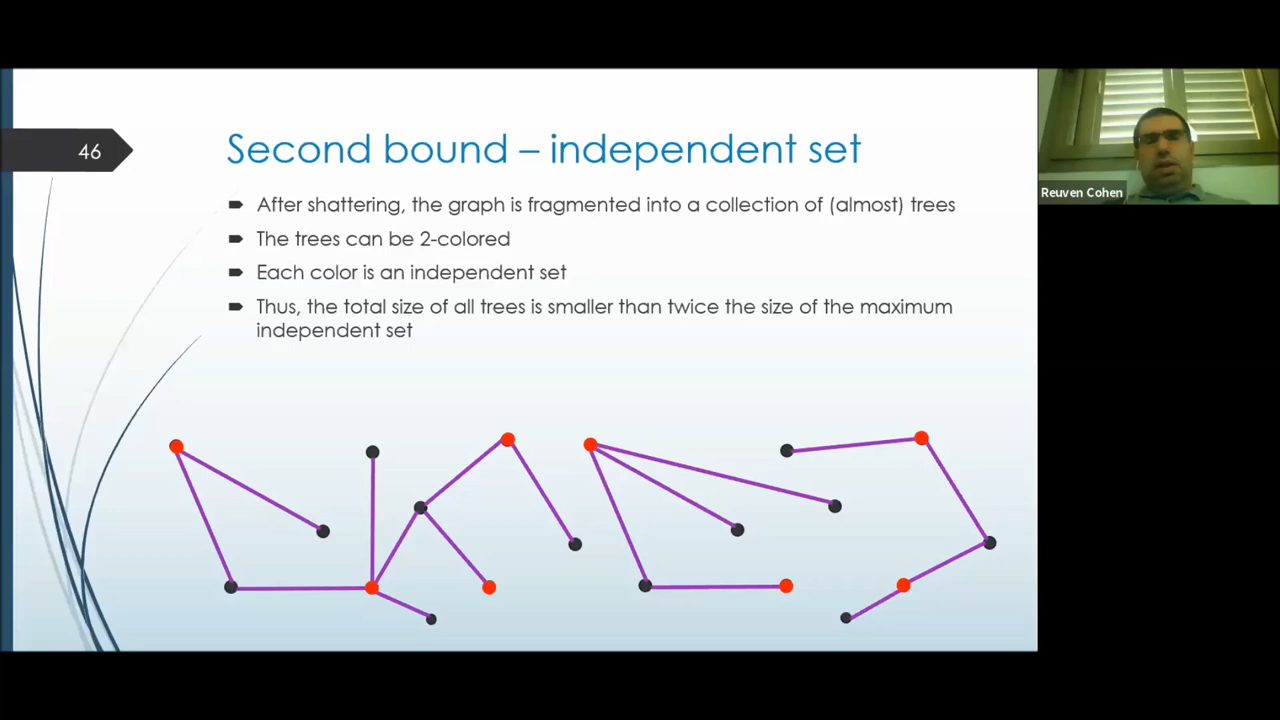 46
Second bound – independent set
After shattering, the graph is fragmented into a collection of (almost) trees
The trees can be 2-colored
Each color is an independent set
Thus, the total size of all trees is smaller than twice the size of the maximum
independent set
Reuven Cohen